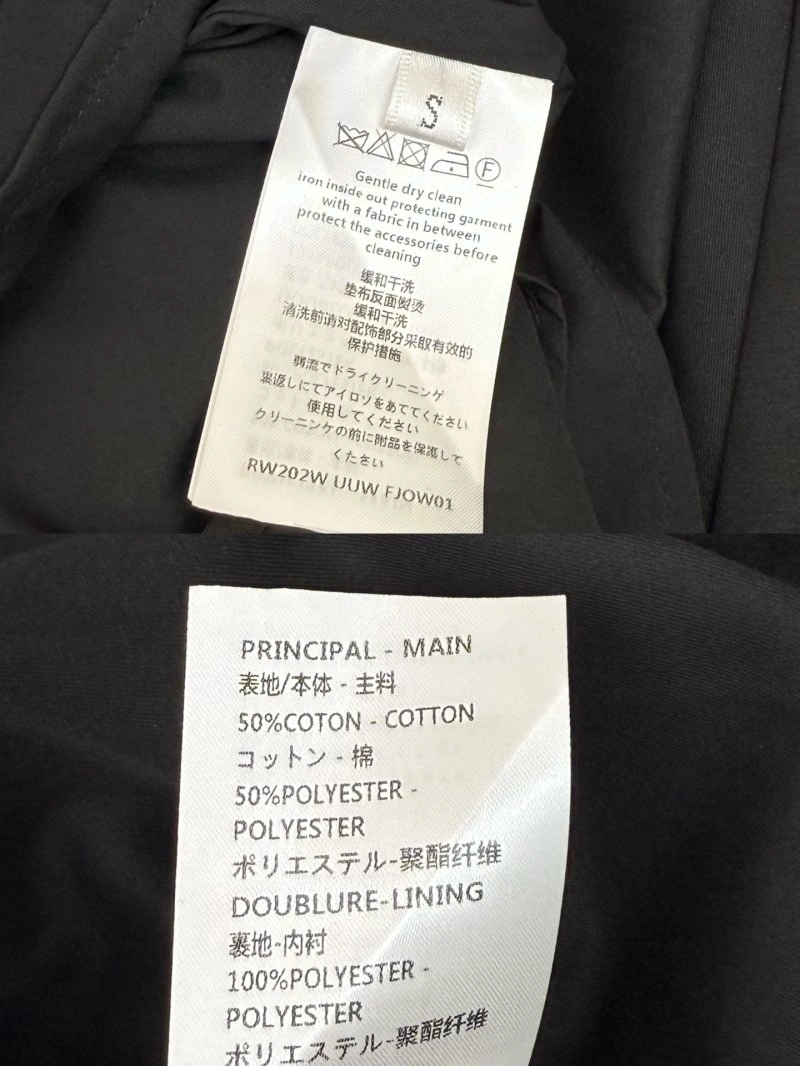 S
F
Gentle dry clean
iron inside out protecting garment
with a fabric in between
protect the accessories before
cleaning
缓和干洗
垫布反面熨烫
缓和干洗
清洗前请对配饰部分采取有效的
保护措施
弱流でドライクリーニンゲ
裏返しにてアイロソをあててください
使用してください
クリーニンケの前に附品を保護して
くたさい
RW202W UUW FJOW01
PRINCIPAL - MAIN
表地/本体 - 主料
50%COTON - COTTON
コットン - 棉
50%POLYESTER -
POLYESTER
ポリエステル-聚酯纤维
DOUBLURE-LINING
裏地-内衬
100%POLYESTER -
POLYESTER
ポリエステル-聚酯纤维